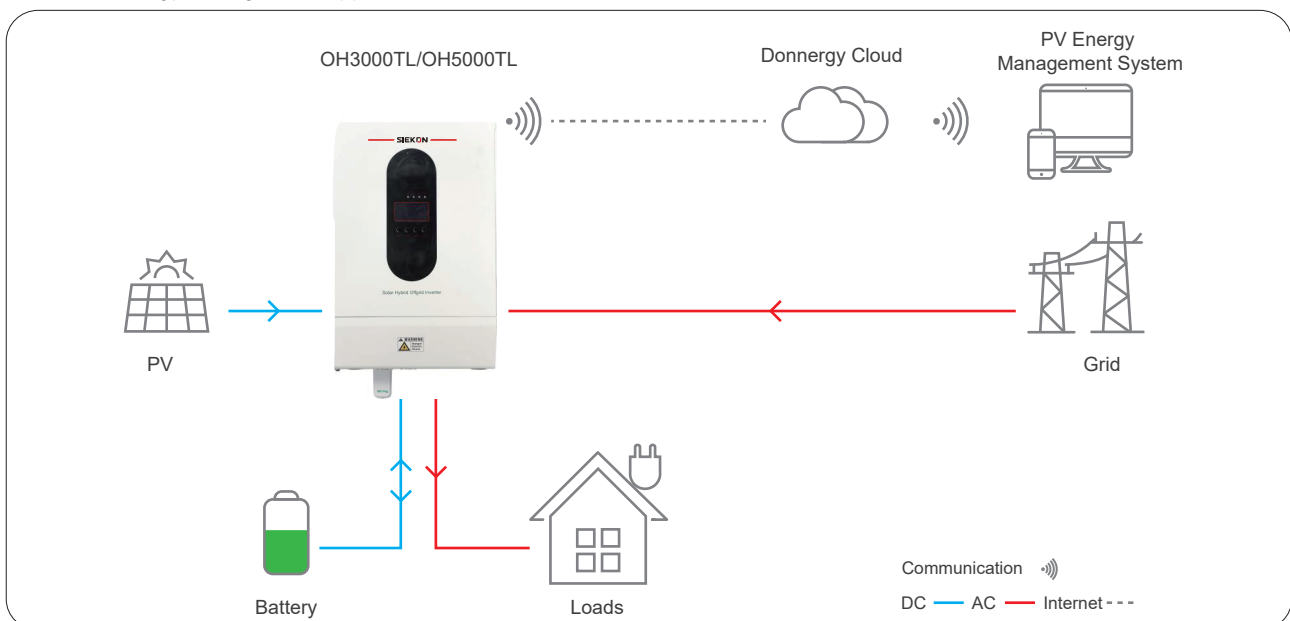 OH3000TL/OH5000TL
Donnergy Cloud
PV Energy
Management System
SIEKON
Solar Hybrid Offgrid Inverter
WARNING
PV
Grid
Battery
Loads
Communication
DC
AC
Internet